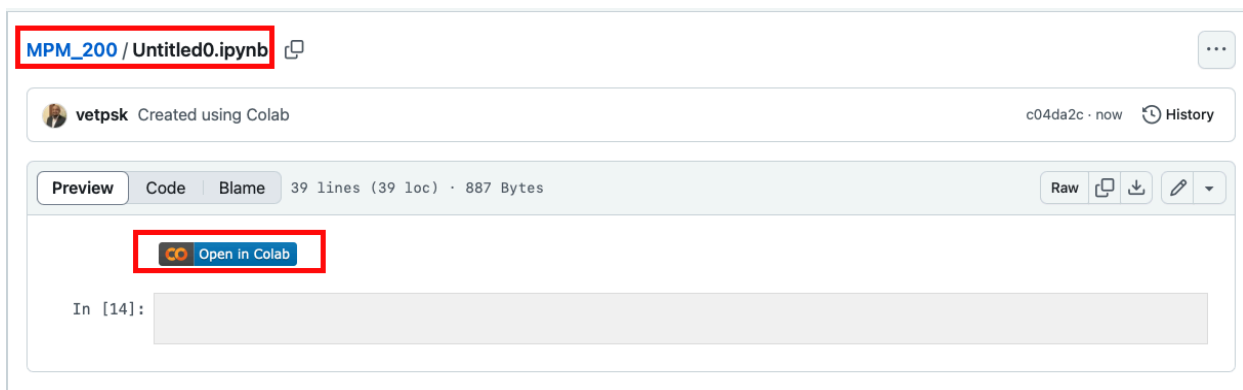 MPM_200 / Untitled0.ipynb
...
vetpsk Created using Colab c04da2c · now History
Preview Code Blame 39 lines (39 loc) · 887 Bytes Raw
Open in Colab
In [14]: